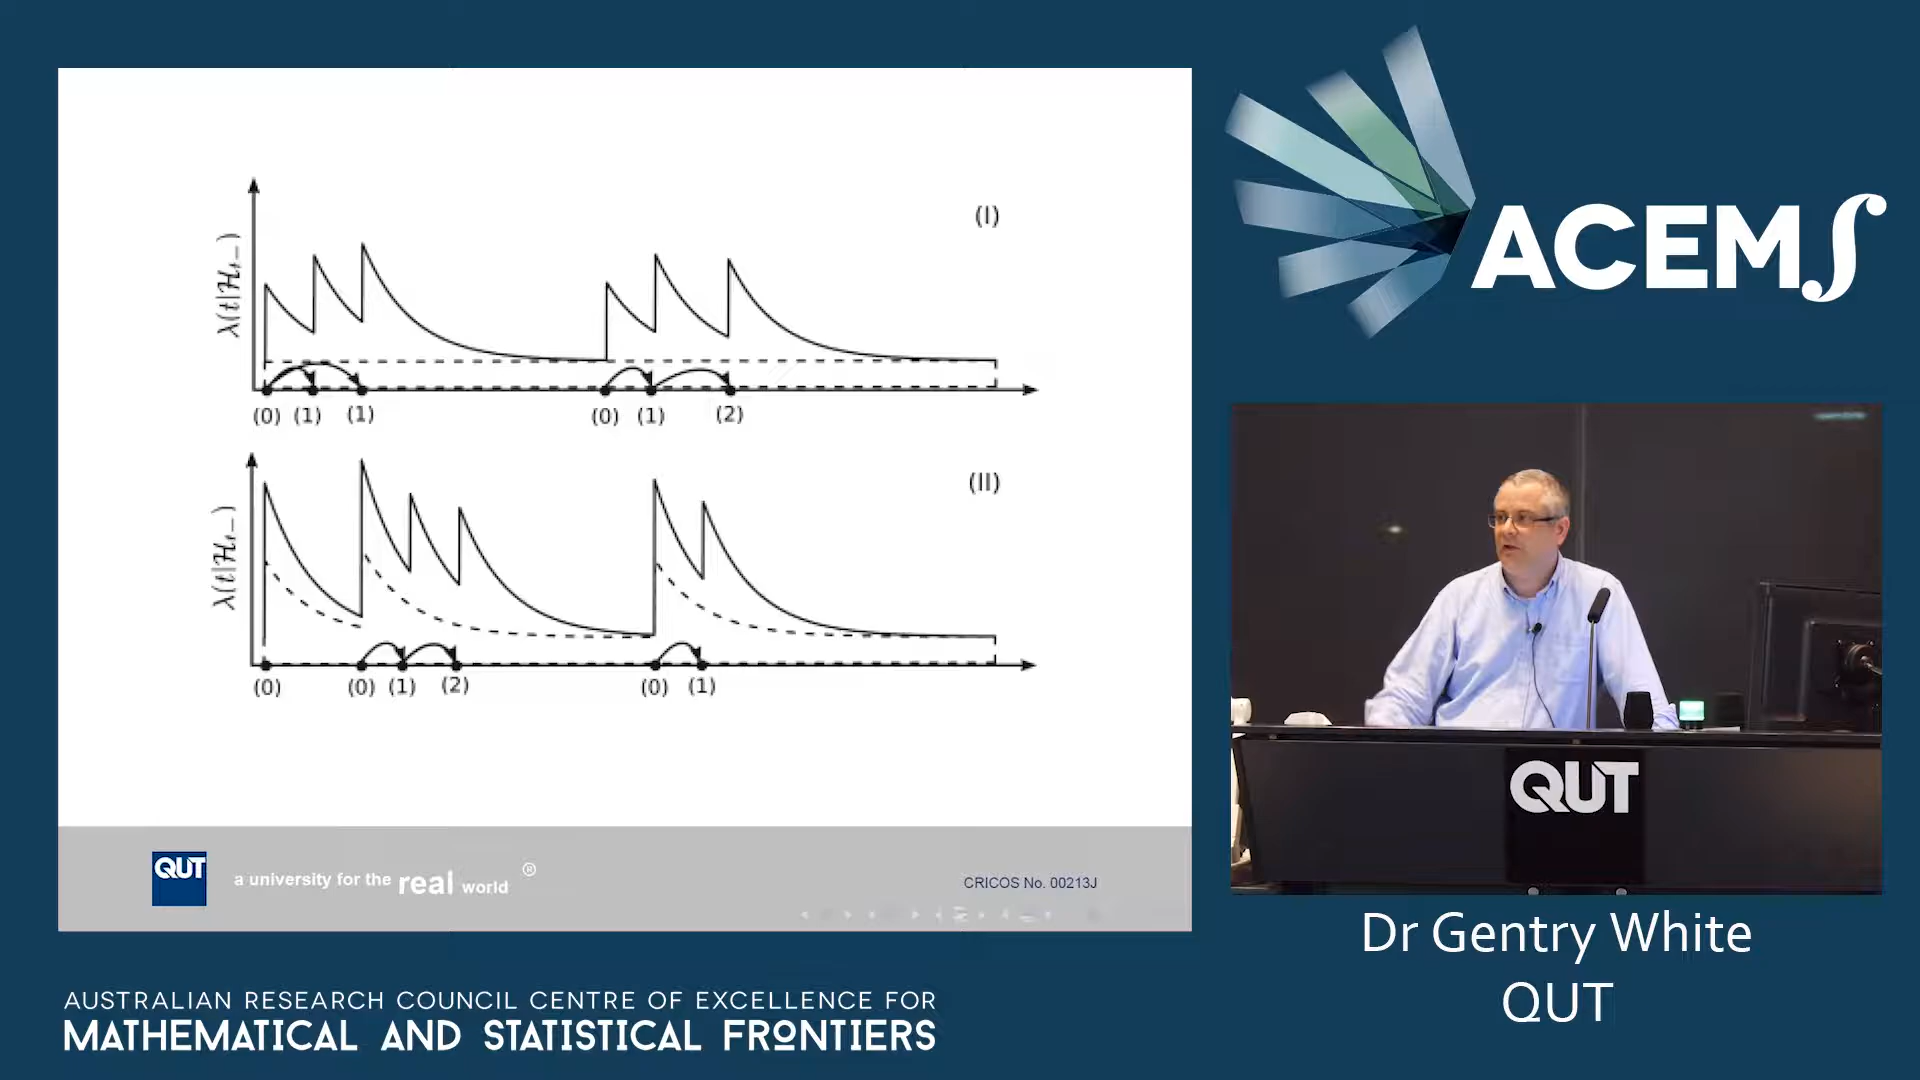 (I)
λ(t|ℋₜ₋)
(0) (1) (1) (0) (1) (2)
(II)
λ(t|ℋₜ₋)
(0) (0) (1) (2) (0) (1)
QUT
a university for the real world ®
CRICOS No. 00213J
ACEMS
QUT
Dr Gentry White
QUT
AUSTRALIAN RESEARCH COUNCIL CENTRE OF EXCELLENCE FOR
MATHEMATICAL AND STATISTICAL FRONTIERS